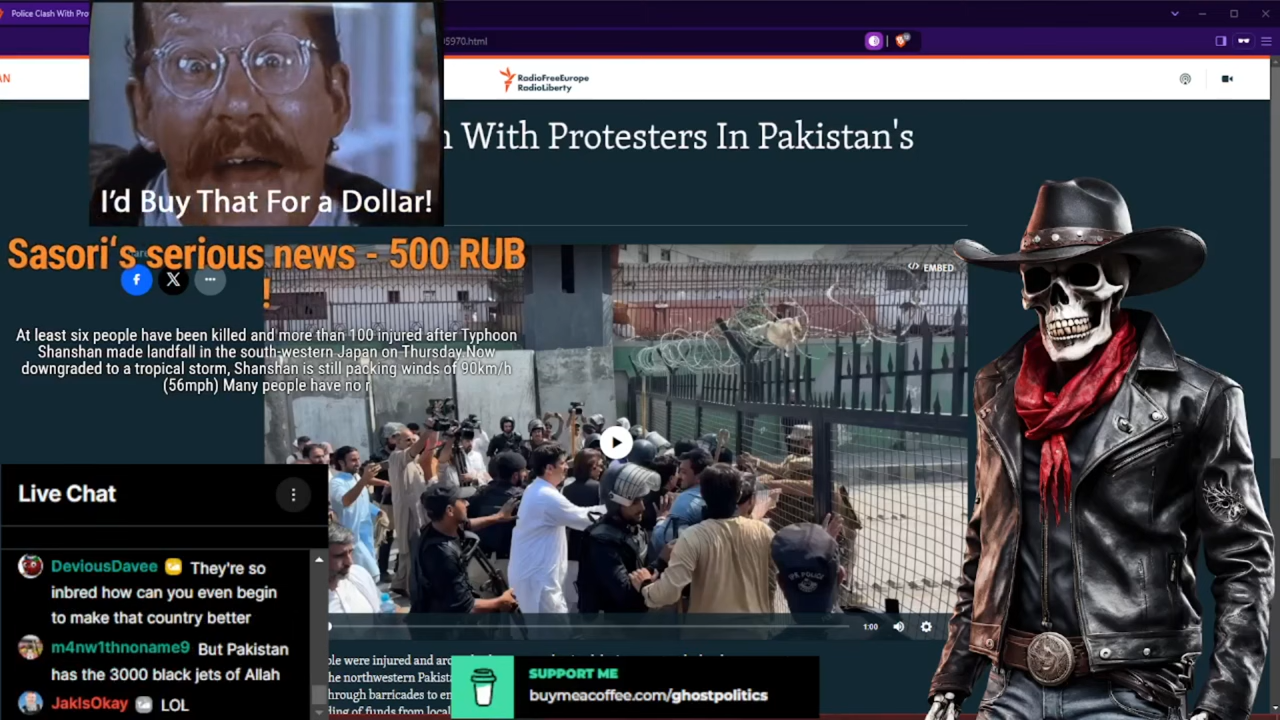 Police Clash With Pro
5970.html
AN
RadioFreeEurope
RadioLiberty
With Protesters In Pakistan's
I'd Buy That For a Dollar!
Sasori's serious news - 500 RUB
!
EMBED
At least six people have been killed and more than 100 injured after Typhoon
Shanshan made landfall in the south-western Japan on Thursday Now
downgraded to a tropical storm, Shanshan is still packing winds of 90km/h
(56mph) Many people have no r
Live Chat
DeviousDavee They're so
inbred how can you even begin
to make that country better
m4nw1thnoname9 But Pakistan
has the 3000 black jets of Allah
JakIsOkay LOL
POLICE
1:00
ple were injured and
he northwestern Pakist
hrough barricades to
ding of funds from local
SUPPORT ME
buymeacoffee.com/ghostpolitics